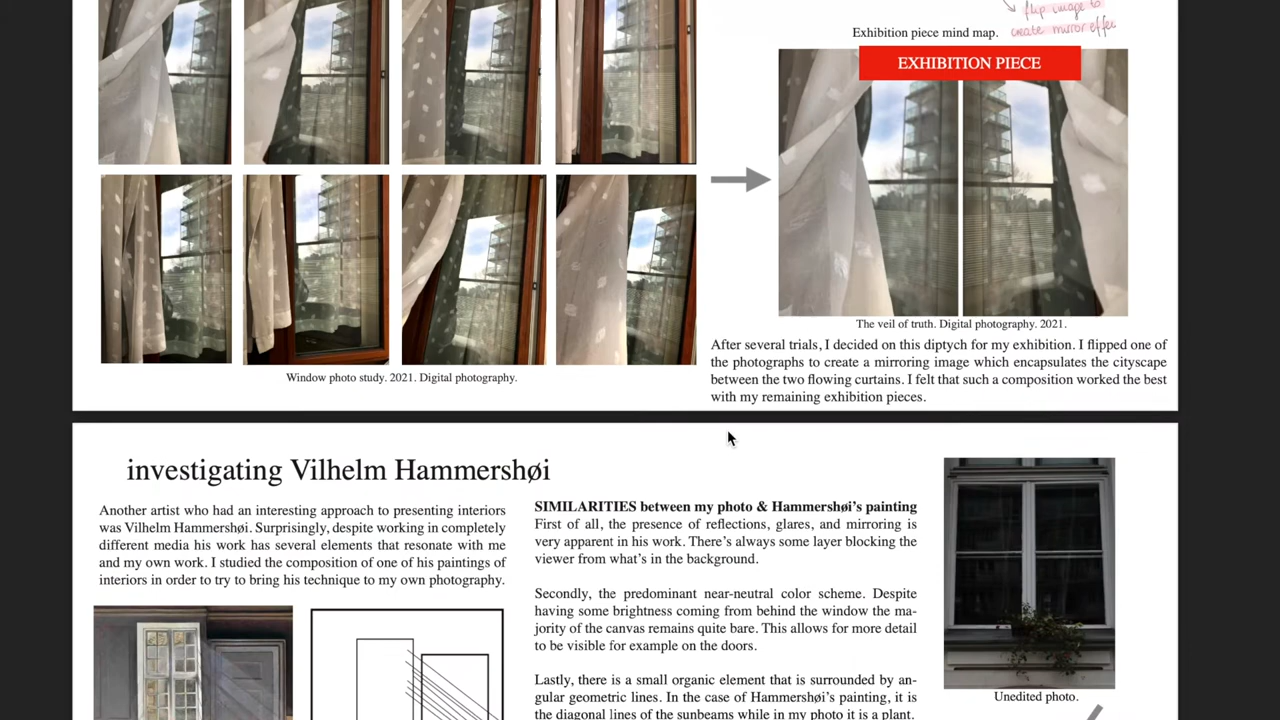 flip image to
create mirror effec
Exhibition piece mind map.
EXHIBITION PIECE
The veil of truth. Digital photography. 2021.
After several trials, I decided on this diptych for my exhibition. I flipped one of
the photographs to create a mirroring image which encapsulates the cityscape
between the two flowing curtains. I felt that such a composition worked the best
with my remaining exhibition pieces.
Window photo study. 2021. Digital photography.
investigating Vilhelm Hammershøi
Another artist who had an interesting approach to presenting interiors
was Vilhelm Hammershøi. Surprisingly, despite working in completely
different media his work has several elements that resonate with me
and my own work. I studied the composition of one of his paintings of
interiors in order to try to bring his technique to my own photography.
SIMILARITIES between my photo & Hammershøi's painting
First of all, the presence of reflections, glares, and mirroring is
very apparent in his work. There's always some layer blocking the
viewer from what's in the background.
Secondly, the predominant near-neutral color scheme. Despite
having some brightness coming from behind the window the ma-
jority of the canvas remains quite bare. This allows for more detail
to be visible for example on the doors.
Lastly, there is a small organic element that is surrounded by an-
gular geometric lines. In the case of Hammershøi's painting, it is
the diagonal lines of the sunbeams while in my photo it is a plant.
Unedited photo.